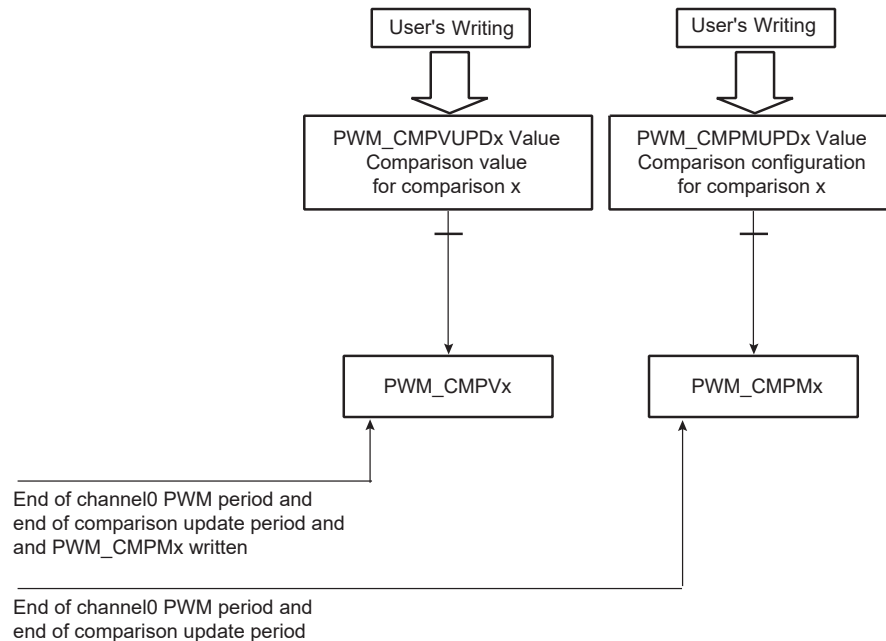 User's Writing
User's Writing
PWM_CMPVUPDx Value
Comparison value
for comparison x
PWM_CMPMUPDx Value
Comparison configuration
for comparison x
PWM_CMPVx
PWM_CMPMx
End of channel0 PWM period and
end of comparison update period and
and PWM_CMPMx written
End of channel0 PWM period and
end of comparison update period